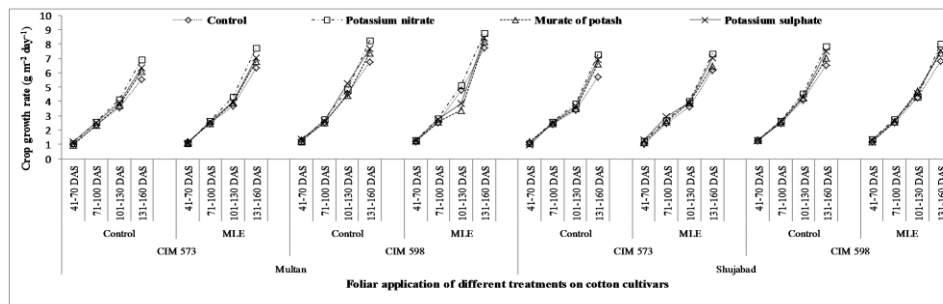 Control Potassium nitrate Murate of potash Potassium sulphate
Crop growth rate (g m⁻² day⁻¹)
10
9
8
7
6
5
4
3
2
1
0
41-70 DAS 71-100 DAS 101-130 DAS 131-160 DAS 41-70 DAS 71-100 DAS 101-130 DAS 131-160 DAS 41-70 DAS 71-100 DAS 101-130 DAS 131-160 DAS 41-70 DAS 71-100 DAS 101-130 DAS 131-160 DAS 41-70 DAS 71-100 DAS 101-130 DAS 131-160 DAS 41-70 DAS 71-100 DAS 101-130 DAS 131-160 DAS 41-70 DAS 71-100 DAS 101-130 DAS 131-160 DAS 41-70 DAS 71-100 DAS 101-130 DAS 131-160 DAS
Control MLE Control MLE Control MLE Control MLE
CIM 573 CIM 598 CIM 573 CIM 598
Multan Shujabad
Foliar application of different treatments on cotton cultivars